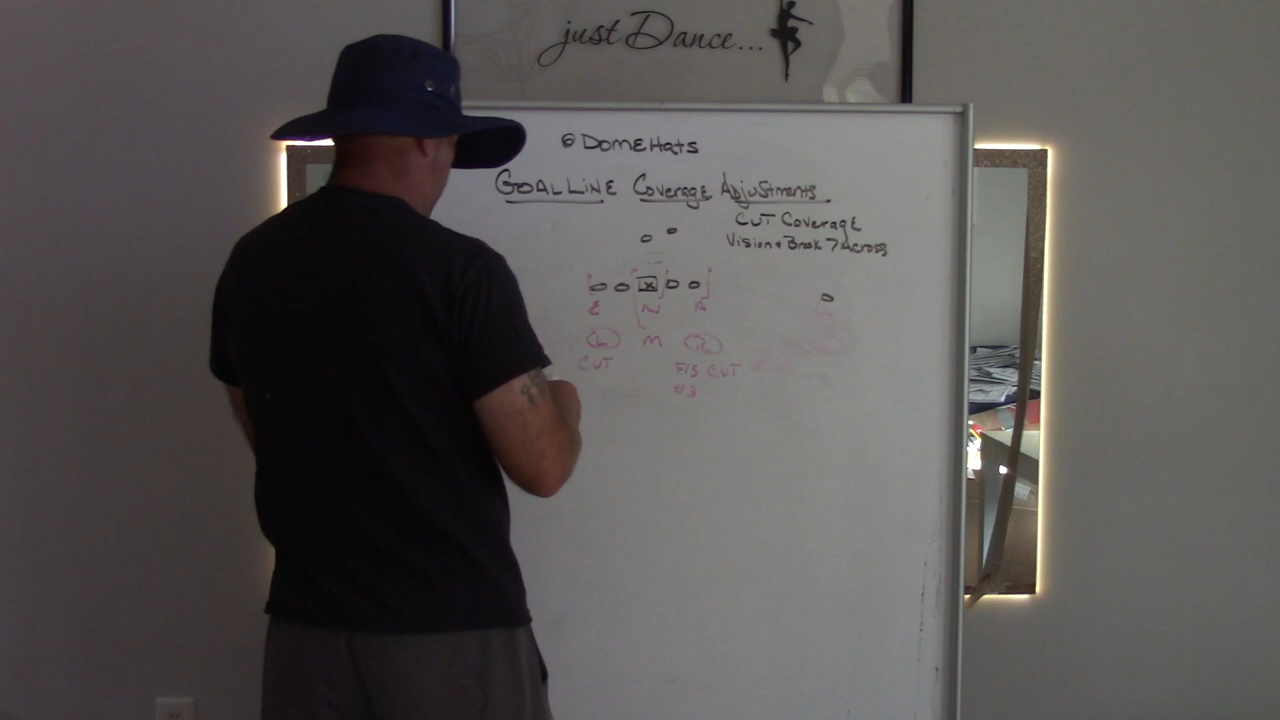 just Dance...
@DOMEHats
GOALLINE Coverage Adjustments
CUT Coverage
Vision & Break 7 Across
X
E N
L M R
CUT F/S CUT
#3